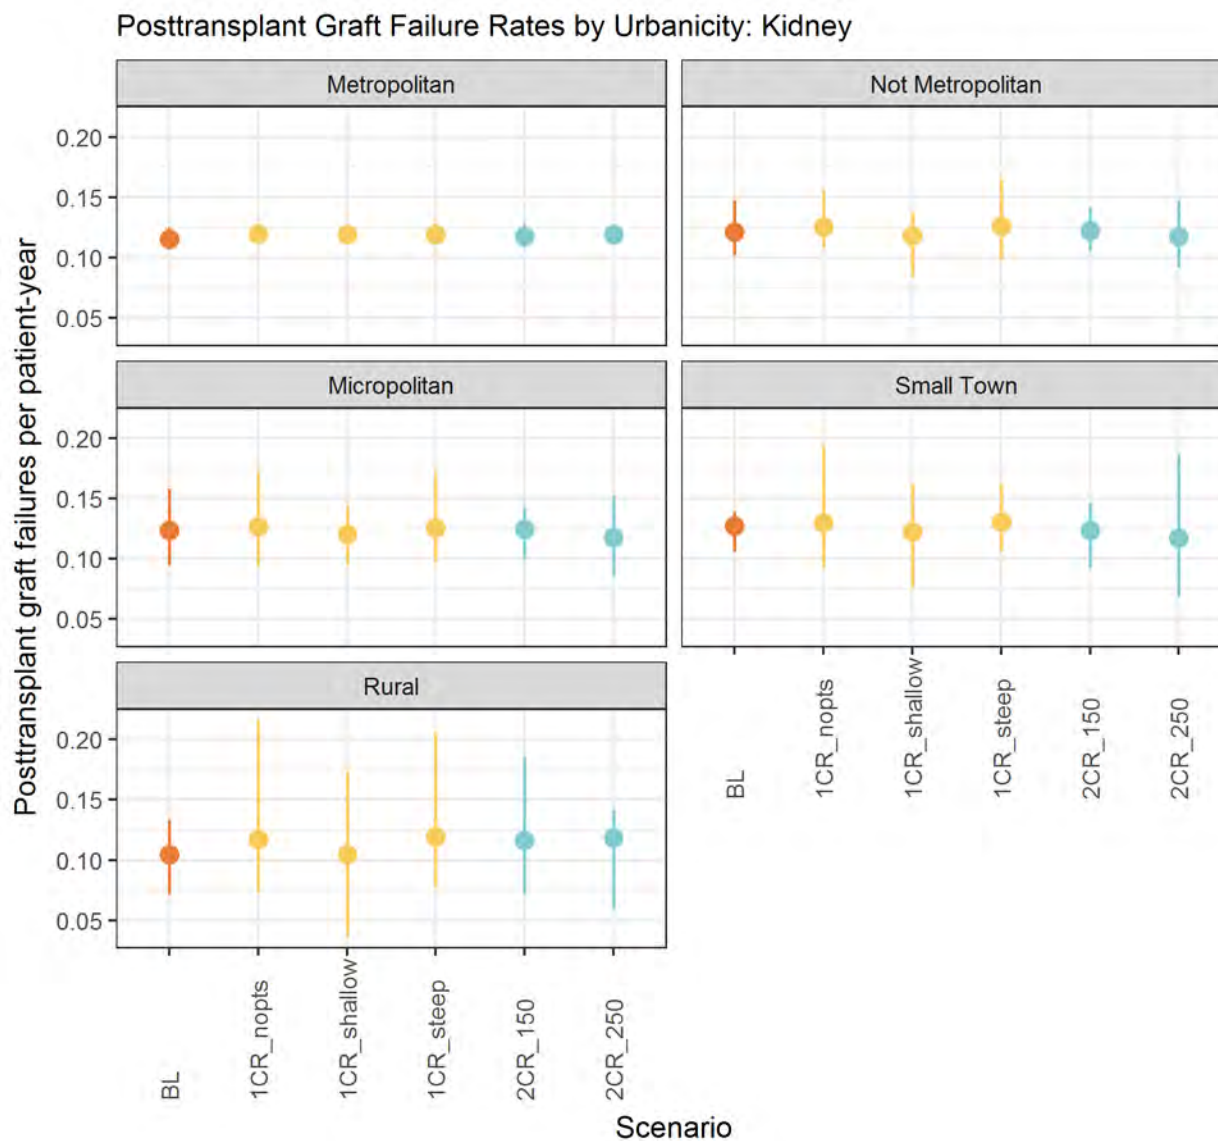 Posttransplant Graft Failure Rates by Urbanicity: Kidney
Posttransplant graft failures per patient-year
Metropolitan
0.20
0.15
0.10
0.05
Not Metropolitan
Micropolitan
0.20
0.15
0.10
0.05
Small Town
BL
1CR_nopts
1CR_shallow
1CR_steep
2CR_150
2CR_250
Rural
0.20
0.15
0.10
0.05
BL
1CR_nopts
1CR_shallow
1CR_steep
2CR_150
2CR_250
Scenario